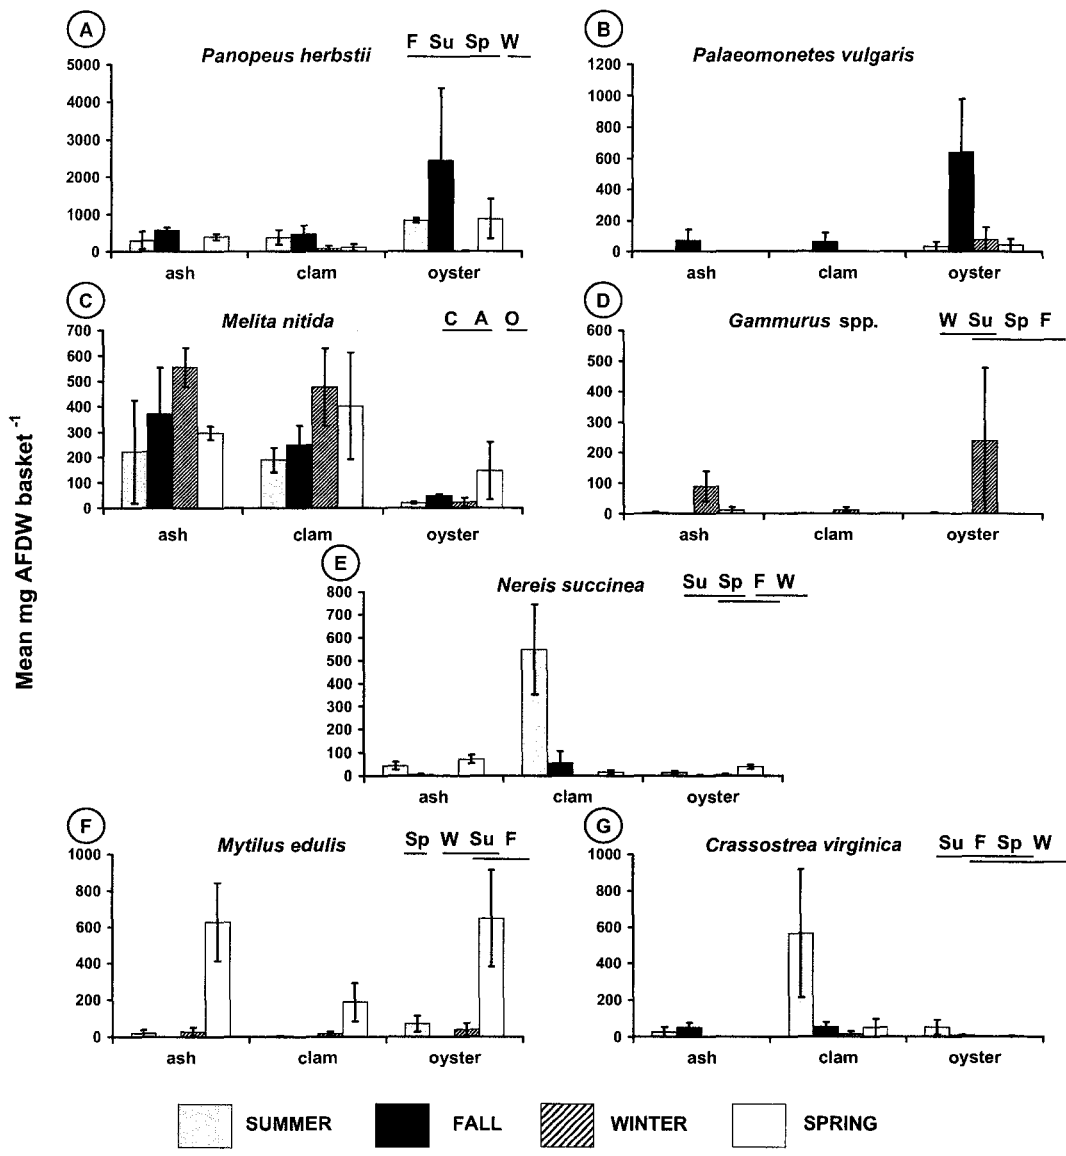 A
Panopeus herbstii
F Su Sp W
5000
4000
3000
2000
1000
0
ash clam oyster
B
Palaeomonetes vulgaris
1200
1000
800
600
400
200
0
ash clam oyster
C
Melita nitida
C A O
700
600
500
400
300
200
100
0
ash clam oyster
D
Gammurus spp.
W Su Sp F
600
500
400
300
200
100
0
ash clam oyster
Mean mg AFDW basket -1
E
Nereis succinea
Su Sp F W
800
700
600
500
400
300
200
100
0
ash clam oyster
F
Mytilus edulis
Sp W Su F
1000
800
600
400
200
0
ash clam oyster
G
Crassostrea virginica
Su F Sp W
1000
800
600
400
200
0
ash clam oyster
SUMMER FALL WINTER SPRING